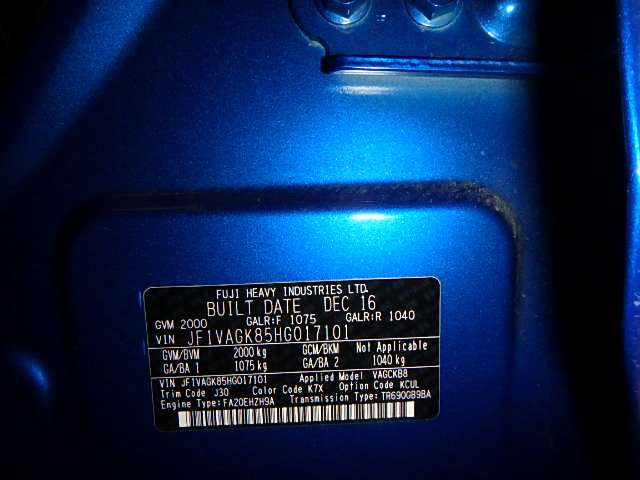 FUJI HEAVY INDUSTRIES LTD.
BUILT DATE DEC 16
GVM 2000 GALR:F 1075 GALR:R 1040
VIN JF1VAGK85HG017101
GVM/BVM 2000 kg GCM/BKM Not Applicable
GA/BA 1 1075 kg GA/BA 2 1040 kg
VIN JF1VAGK85HG017101 Applied Model VAGCKB8
Trim Code J30 Color Code K7X Option Code KCUL
Engine Type: FA20EHZH9A Transmission Type: TR690GB9BA